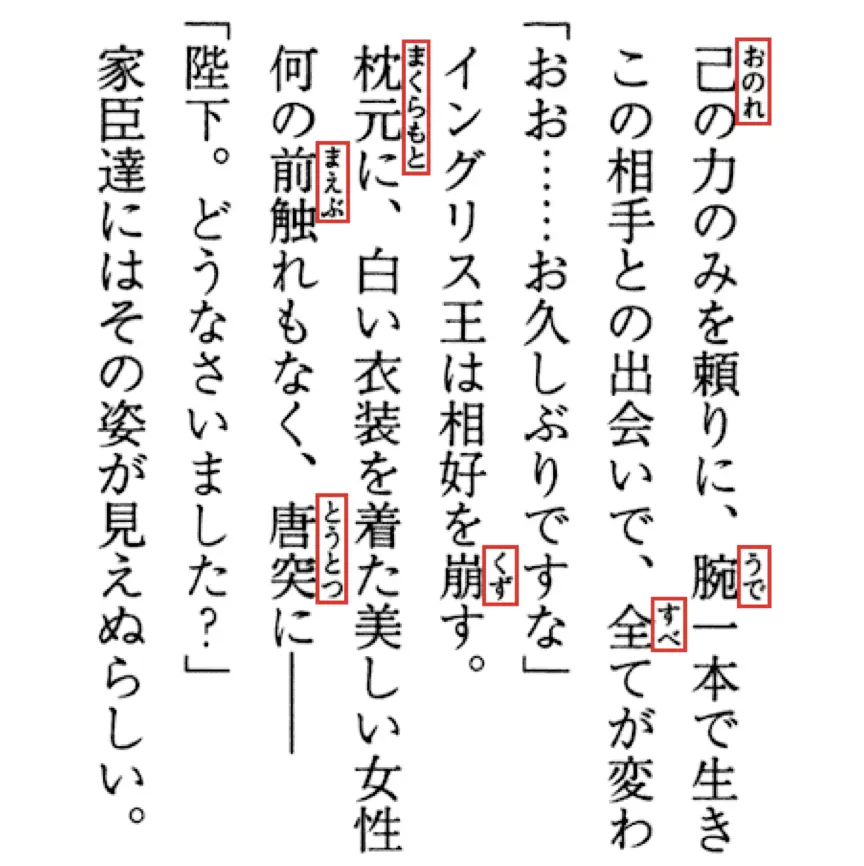 己の力のみを頼りに、腕一本で生き
おのれ
うで
この相手との出会いで、全てが変わ
すべ
「おお……お久しぶりですな」
イングリス王は相好を崩す。
くず
枕元に、白い衣装を着た美しい女性
まくらもと
何の前触れもなく、唐突に――
まえぶ
とうとつ
「陛下。どうなさいました?」
家臣達にはその姿が見えぬらしい。